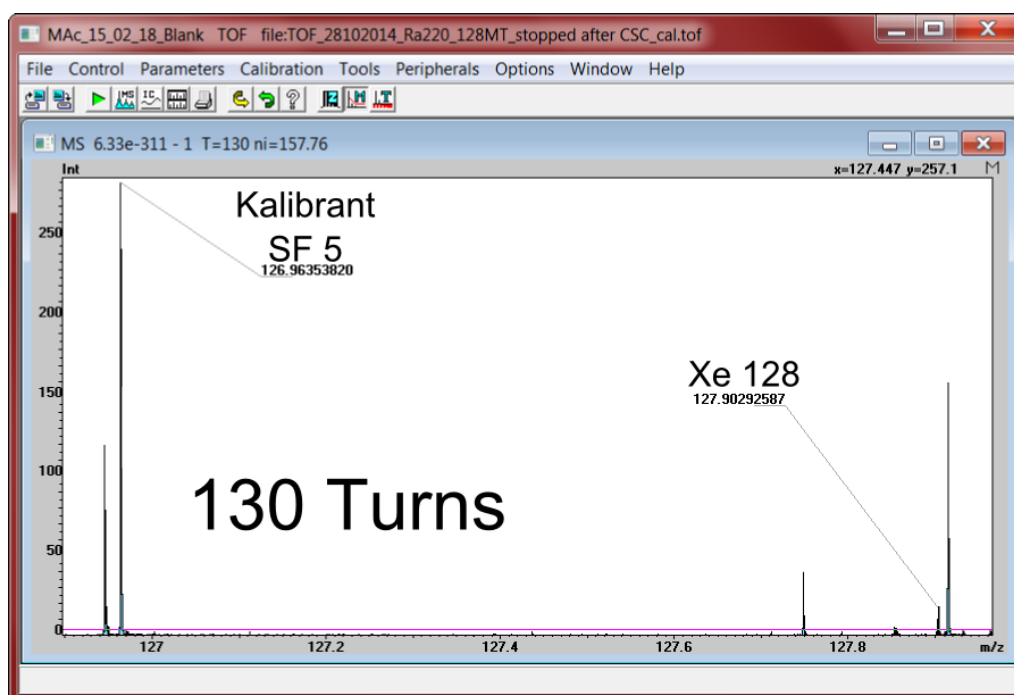 MAc_15_02_18_Blank TOF file:TOF_28102014_Ra220_128MT_stopped after CSC_cal.tof
File Control Parameters Calibration Tools Peripherals Options Window Help
MS 6.33e-311 - 1 T=130 ni=157.76
Int
x=127.447 y=257.1 M
Kalibrant
SF 5
126.96353820
250
200
150
100
50
0
Xe 128
127.90292587
130 Turns
127 127.2 127.4 127.6 127.8 m/z